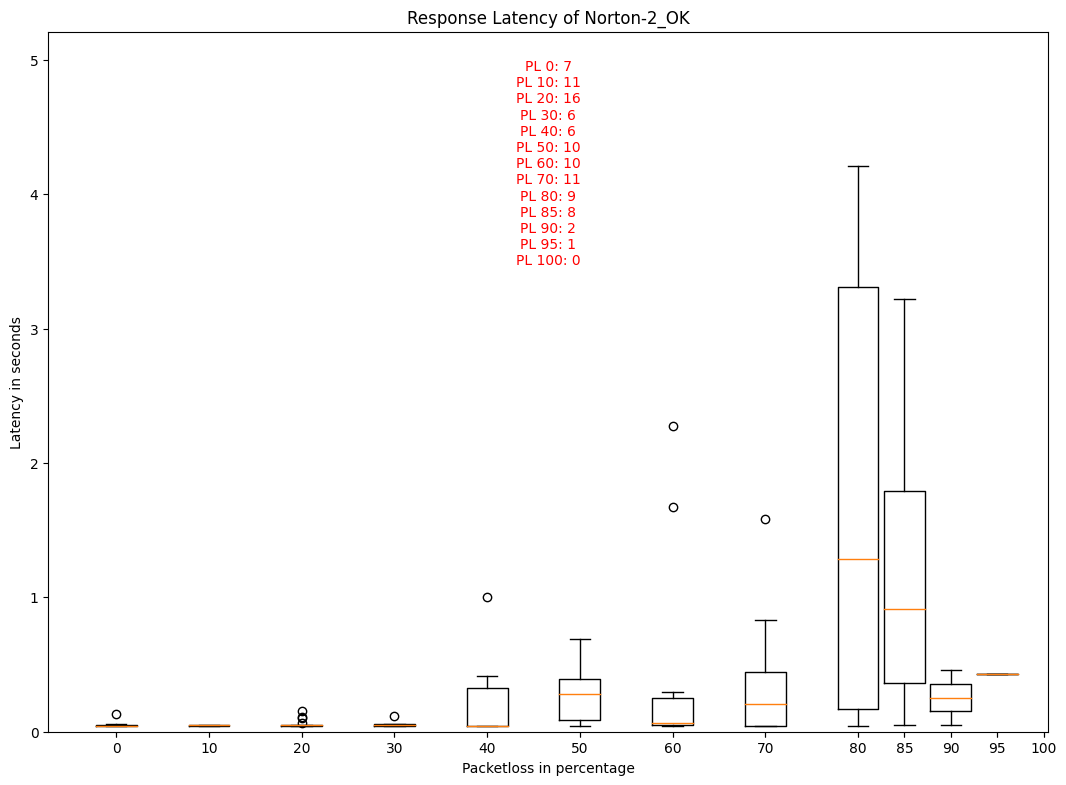 Response Latency of Norton-2_OK
5
4
3
2
1
0
Latency in seconds
PL 0: 7
PL 10: 11
PL 20: 16
PL 30: 6
PL 40: 6
PL 50: 10
PL 60: 10
PL 70: 11
PL 80: 9
PL 85: 8
PL 90: 2
PL 95: 1
PL 100: 0
0 10 20 30 40 50 60 70 80 85 90 95 100
Packetloss in percentage